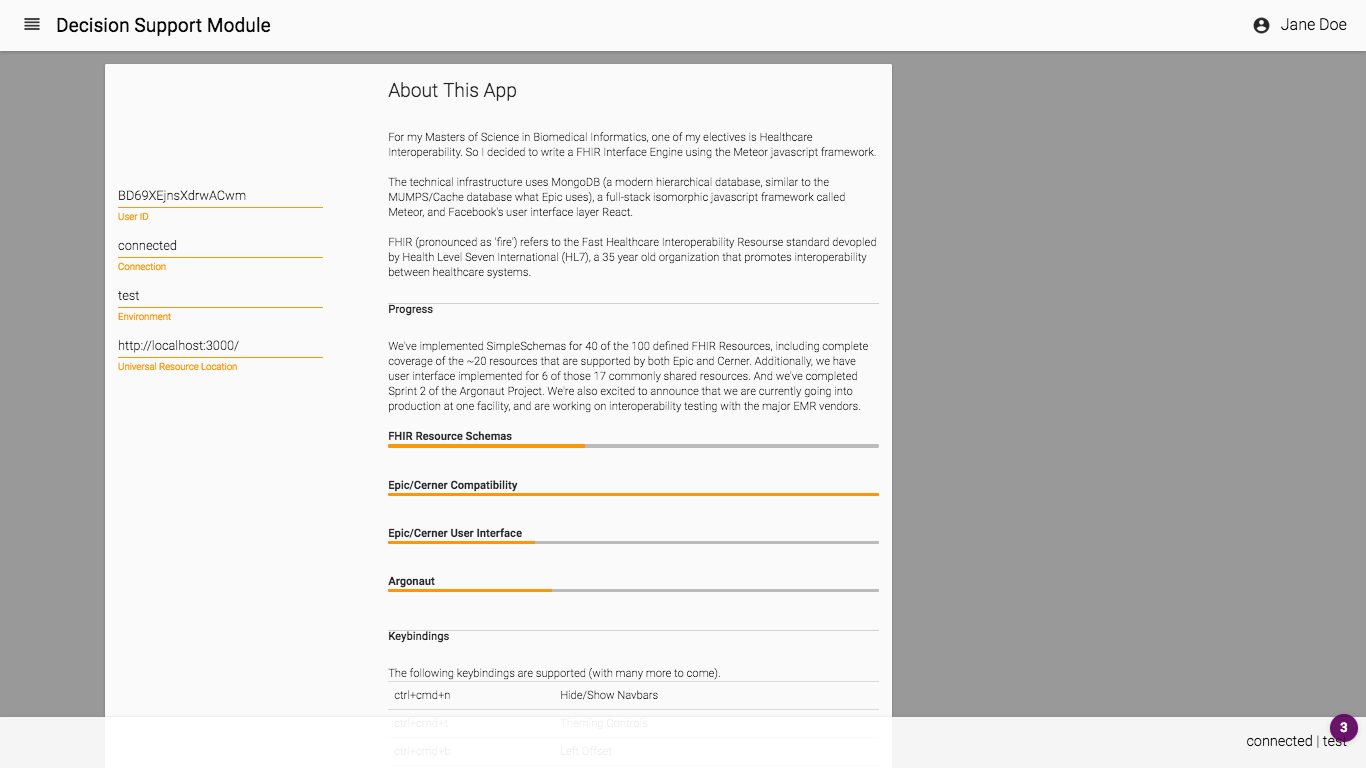 Decision Support Module
Jane Doe
BD69XEjnsXdrwACwm
User ID
connected
Connection
test
Environment
http://localhost:3000/
Universal Resource Location
About This App
For my Masters of Science in Biomedical Informatics, one of my electives is Healthcare
Interoperability. So I decided to write a FHIR Interface Engine using the Meteor javascript framework.
The technical infrastructure uses MongoDB (a modern hierarchical database, similar to the
MUMPS/Cache database what Epic uses), a full-stack isomorphic javascript framework called
Meteor, and Facebook's user interface layer React.
FHIR (pronounced as 'fire') refers to the Fast Healthcare Interoperability Resourse standard devopled
by Health Level Seven International (HL7), a 35 year old organization that promotes interoperability
between healthcare systems.
Progress
We've implemented SimpleSchemas for 40 of the 100 defined FHIR Resources, including complete
coverage of the ~20 resources that are supported by both Epic and Cerner. Additionally, we have
user interface implemented for 6 of those 17 commonly shared resources. And we've completed
Sprint 2 of the Argonaut Project. We're also excited to announce that we are currently going into
production at one facility, and are working on interoperability testing with the major EMR vendors.
FHIR Resource Schemas
Epic/Cerner Compatibility
Epic/Cerner User Interface
Argonaut
Keybindings
The following keybindings are supported (with many more to come).
ctrl+cmd+n Hide/Show Navbars
ctrl+cmd+t Theming Controls
ctrl+cmd+b Left Offset
3
connected | test